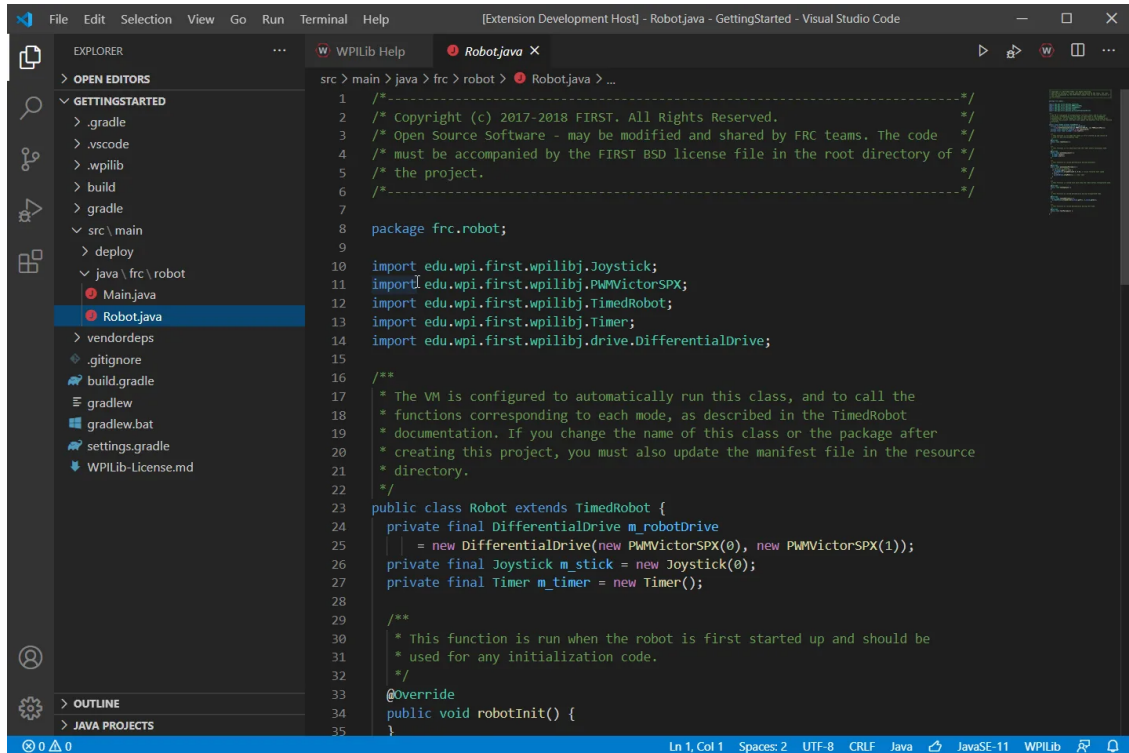 File Edit Selection View Go Run Terminal Help [Extension Development Host] - Robot.java - GettingStarted - Visual Studio Code
EXPLORER
OPEN EDITORS
GETTINGSTARTED
.gradle
.vscode
.wpilib
build
gradle
src \ main
deploy
java \ frc \ robot
Main.java
Robot.java
vendordeps
.gitignore
build.gradle
gradlew
gradlew.bat
settings.gradle
WPILib-License.md
OUTLINE
JAVA PROJECTS
WPILib Help Robot.java
src > main > java > frc > robot > Robot.java > ...
1 /*----------------------------------------------------------------------------*/
2 /* Copyright (c) 2017-2018 FIRST. All Rights Reserved. */
3 /* Open Source Software - may be modified and shared by FRC teams. The code */
4 /* must be accompanied by the FIRST BSD license file in the root directory of */
5 /* the project. */
6 /*----------------------------------------------------------------------------*/
7
8 package frc.robot;
9
10 import edu.wpi.first.wpilibj.Joystick;
11 import edu.wpi.first.wpilibj.PWMVictorSPX;
12 import edu.wpi.first.wpilibj.TimedRobot;
13 import edu.wpi.first.wpilibj.Timer;
14 import edu.wpi.first.wpilibj.drive.DifferentialDrive;
15
16 /**
17 * The VM is configured to automatically run this class, and to call the
18 * functions corresponding to each mode, as described in the TimedRobot
19 * documentation. If you change the name of this class or the package after
20 * creating this project, you must also update the manifest file in the resource
21 * directory.
22 */
23 public class Robot extends TimedRobot {
24 private final DifferentialDrive m_robotDrive
25 = new DifferentialDrive(new PWMVictorSPX(0), new PWMVictorSPX(1));
26 private final Joystick m_stick = new Joystick(0);
27 private final Timer m_timer = new Timer();
28
29 /**
30 * This function is run when the robot is first started up and should be
31 * used for any initialization code.
32 */
33 @Override
34 public void robotInit() {
35 }
0 0 Ln 1, Col 1 Spaces: 2 UTF-8 CRLF Java JavaSE-11 WPILib